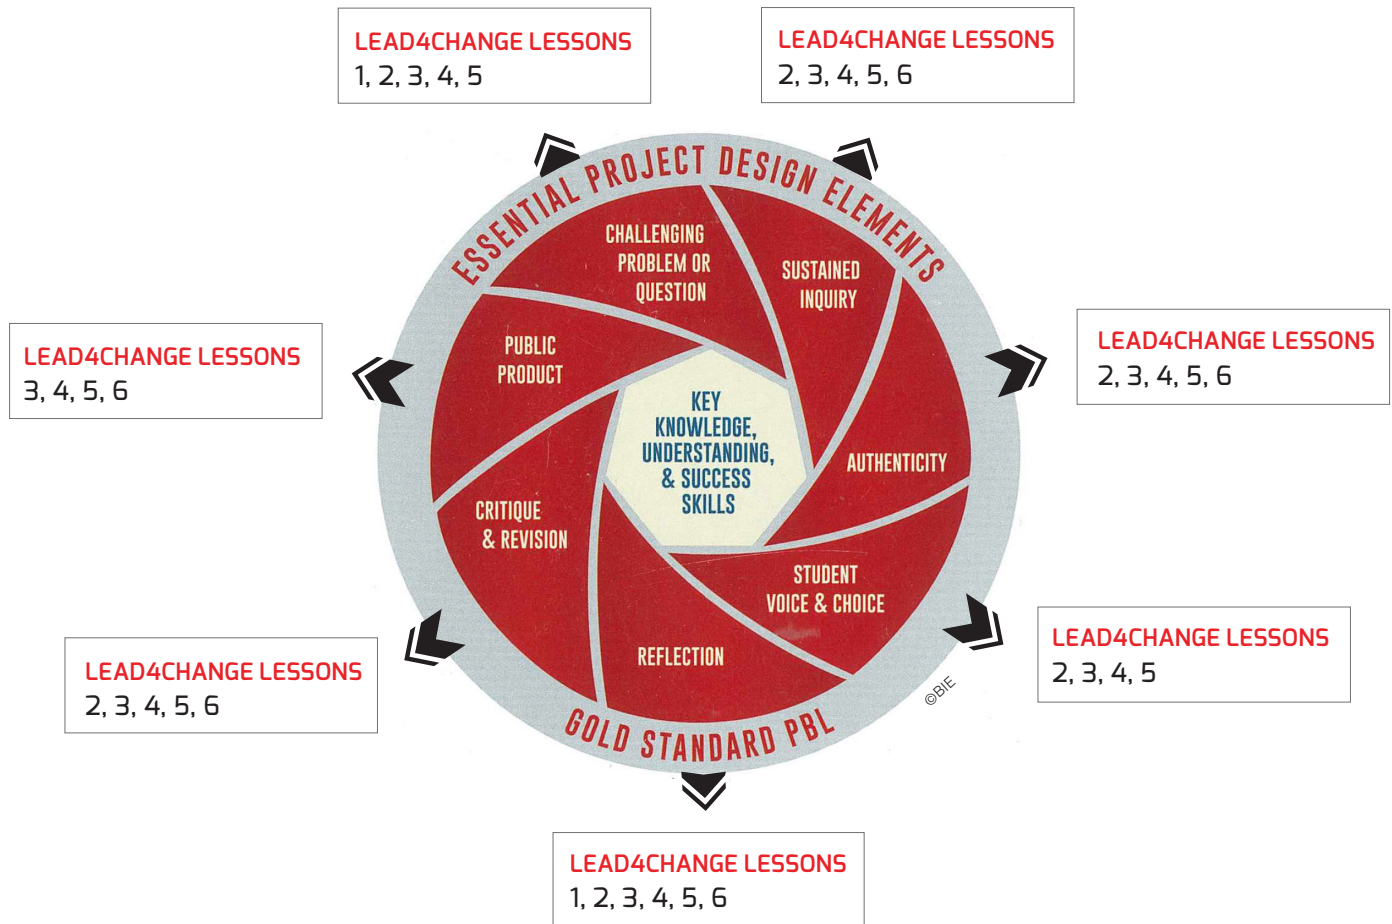 LEAD4CHANGE LESSONS
1, 2, 3, 4, 5
LEAD4CHANGE LESSONS
2, 3, 4, 5, 6
ESSENTIAL PROJECT DESIGN ELEMENTS
CHALLENGING
PROBLEM OR
QUESTION
SUSTAINED
INQUIRY
LEAD4CHANGE LESSONS
3, 4, 5, 6
PUBLIC
PRODUCT
LEAD4CHANGE LESSONS
2, 3, 4, 5, 6
KEY
KNOWLEDGE,
UNDERSTANDING,
& SUCCESS
SKILLS
AUTHENTICITY
CRITIQUE
& REVISION
STUDENT
VOICE & CHOICE
REFLECTION
LEAD4CHANGE LESSONS
2, 3, 4, 5, 6
LEAD4CHANGE LESSONS
2, 3, 4, 5
©BIE
GOLD STANDARD PBL
LEAD4CHANGE LESSONS
1, 2, 3, 4, 5, 6